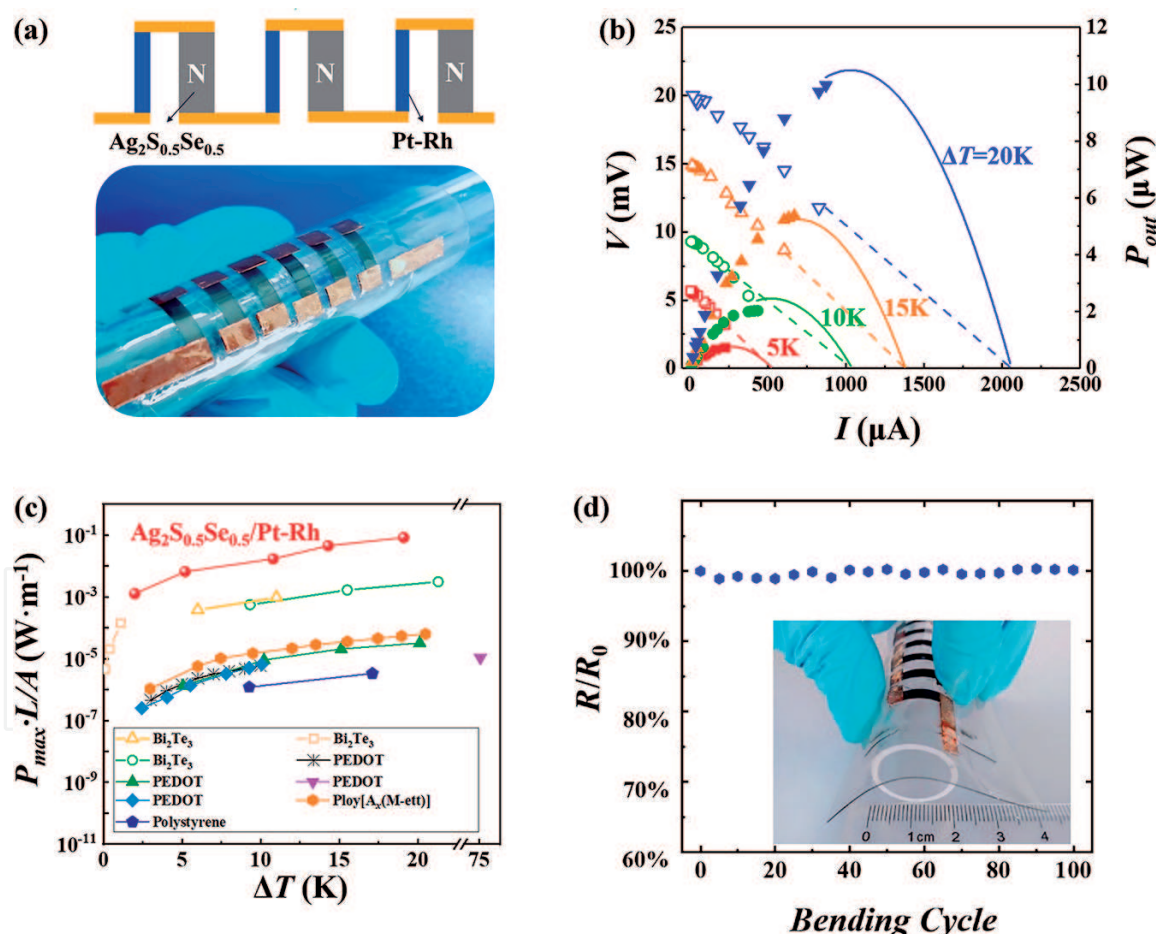 (a)
N N N
Ag₂S₀.₅Se₀.₅ Pt-Rh
(b)
25
20
15
10
5
0
V (mV)
12
10
8
6
4
2
0
P_out (μW)
ΔT=20K
15K
10K
5K
0 500 1000 1500 2000 2500
I (μA)
(c)
Ag₂S₀.₅Se₀.₅/Pt-Rh
10⁻¹
10⁻³
10⁻⁵
10⁻⁷
10⁻⁹
10⁻¹¹
P_max·L/A (W·m⁻¹)
Bi₂Te₃ Bi₂Te₃
Bi₂Te₃ PEDOT
PEDOT PEDOT
PEDOT Ploy[Aₓ(M-ett)]
Polystyrene
0 5 10 15 20 75
ΔT (K)
(d)
100%
90%
80%
70%
60%
R/R₀
0 1 cm 2 3 4
0 20 40 60 80 100
Bending Cycle